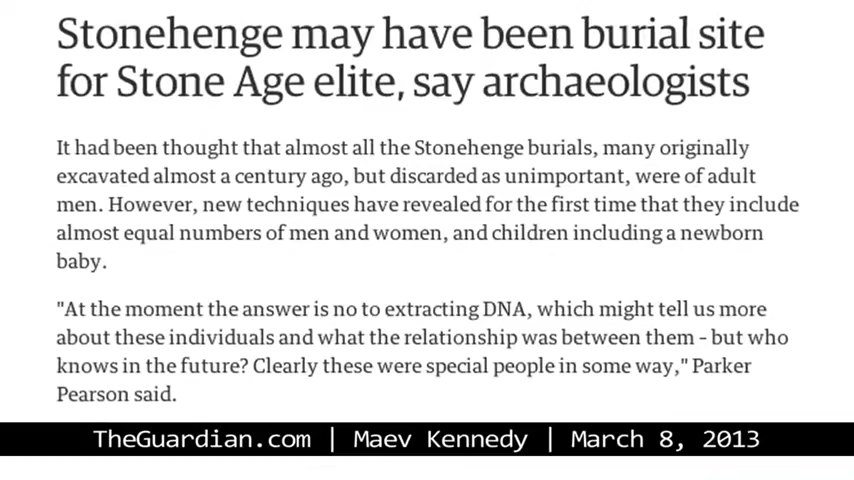 Stonehenge may have been burial site
for Stone Age elite, say archaeologists
It had been thought that almost all the Stonehenge burials, many originally
excavated almost a century ago, but discarded as unimportant, were of adult
men. However, new techniques have revealed for the first time that they include
almost equal numbers of men and women, and children including a newborn
baby.
"At the moment the answer is no to extracting DNA, which might tell us more
about these individuals and what the relationship was between them – but who
knows in the future? Clearly these were special people in some way," Parker
Pearson said.
TheGuardian.com | Maev Kennedy | March 8, 2013